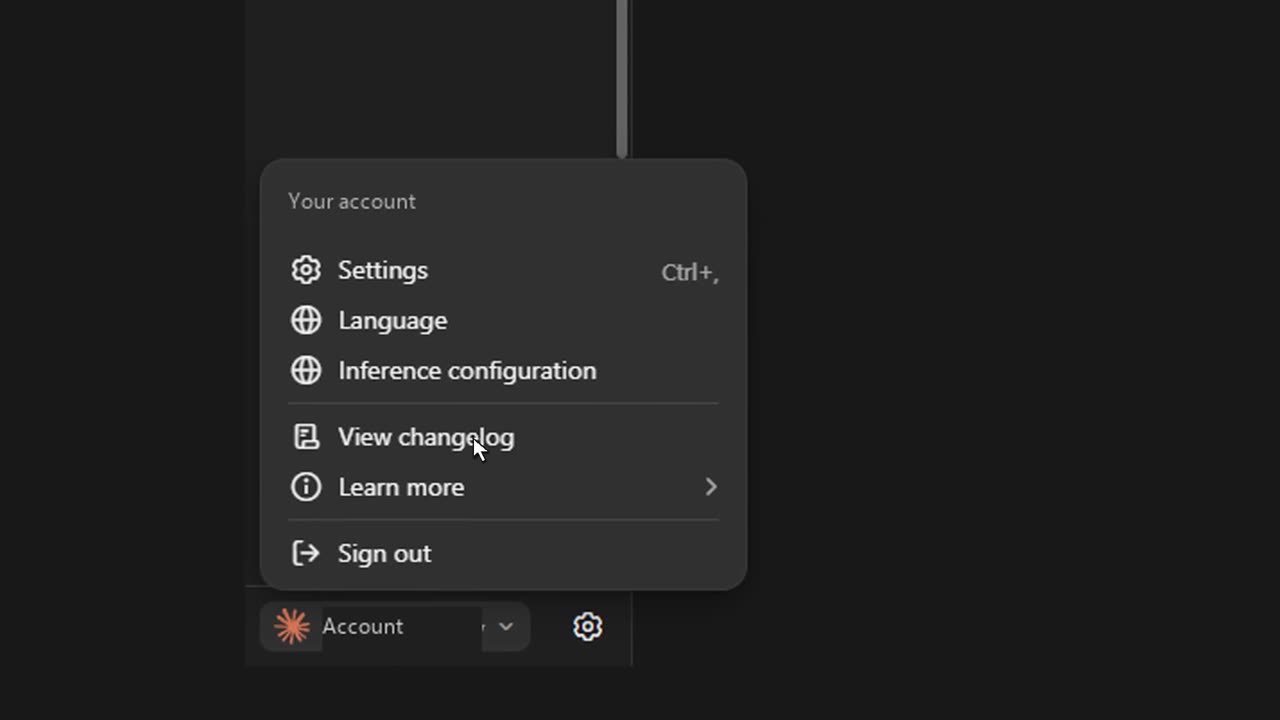 Your account
Settings Ctrl+,
Language
Inference configuration
View changelog
Learn more
Sign out
Account